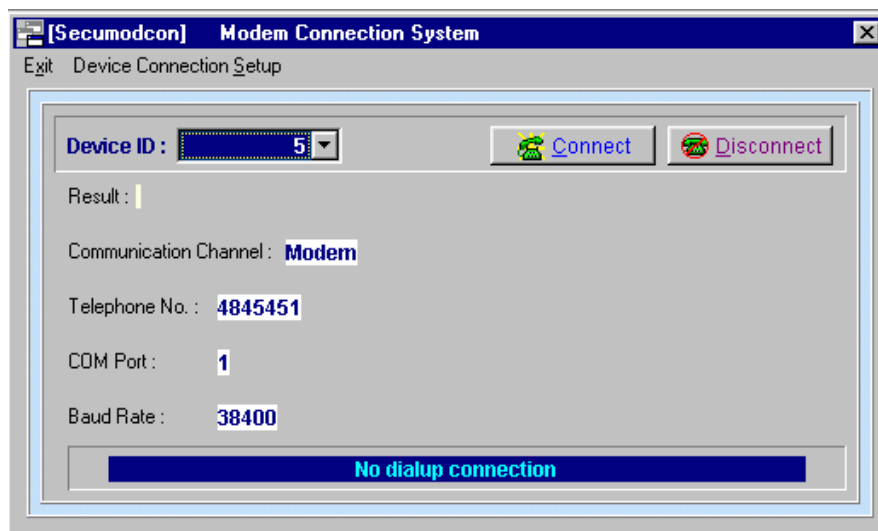 [Secumodcon] Modem Connection System
Exit Device Connection Setup
Device ID : 5 Connect Disconnect
Result :
Communication Channel : Modem
Telephone No. : 4845451
COM Port : 1
Baud Rate : 38400
No dialup connection